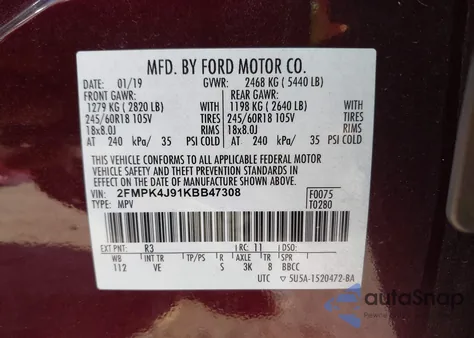 MFD. BY FORD MOTOR CO.
DATE: 01/19 GVWR: 2468 KG ( 5440 LB)
FRONT GAWR: REAR GAWR:
1279 KG ( 2820 LB) WITH 1198 KG ( 2640 LB) WITH
245/60R18 105V TIRES 245/60R18 105V TIRES
18x8.0J RIMS 18x8.0J RIMS
AT 240 kPa/ 35 PSI COLD AT 240 kPa/ 35 PSI COLD
THIS VEHICLE CONFORMS TO ALL APPLICABLE FEDERAL MOTOR
VEHICLE SAFETY AND THEFT PREVENTION STANDARDS IN EFFECT
ON THE DATE OF MANUFACTURE SHOWN ABOVE.
VIN: 2FMPK4J91KBB47308 F0075
TYPE: MPV T0280
EXT PNT: R3 RC: 11 DSO:
WB INT TR TP/PS R AXLE TR SPR
112 VE S 3K 8 BBCC
UTC 5U5A-1520472-BA
autoSnap